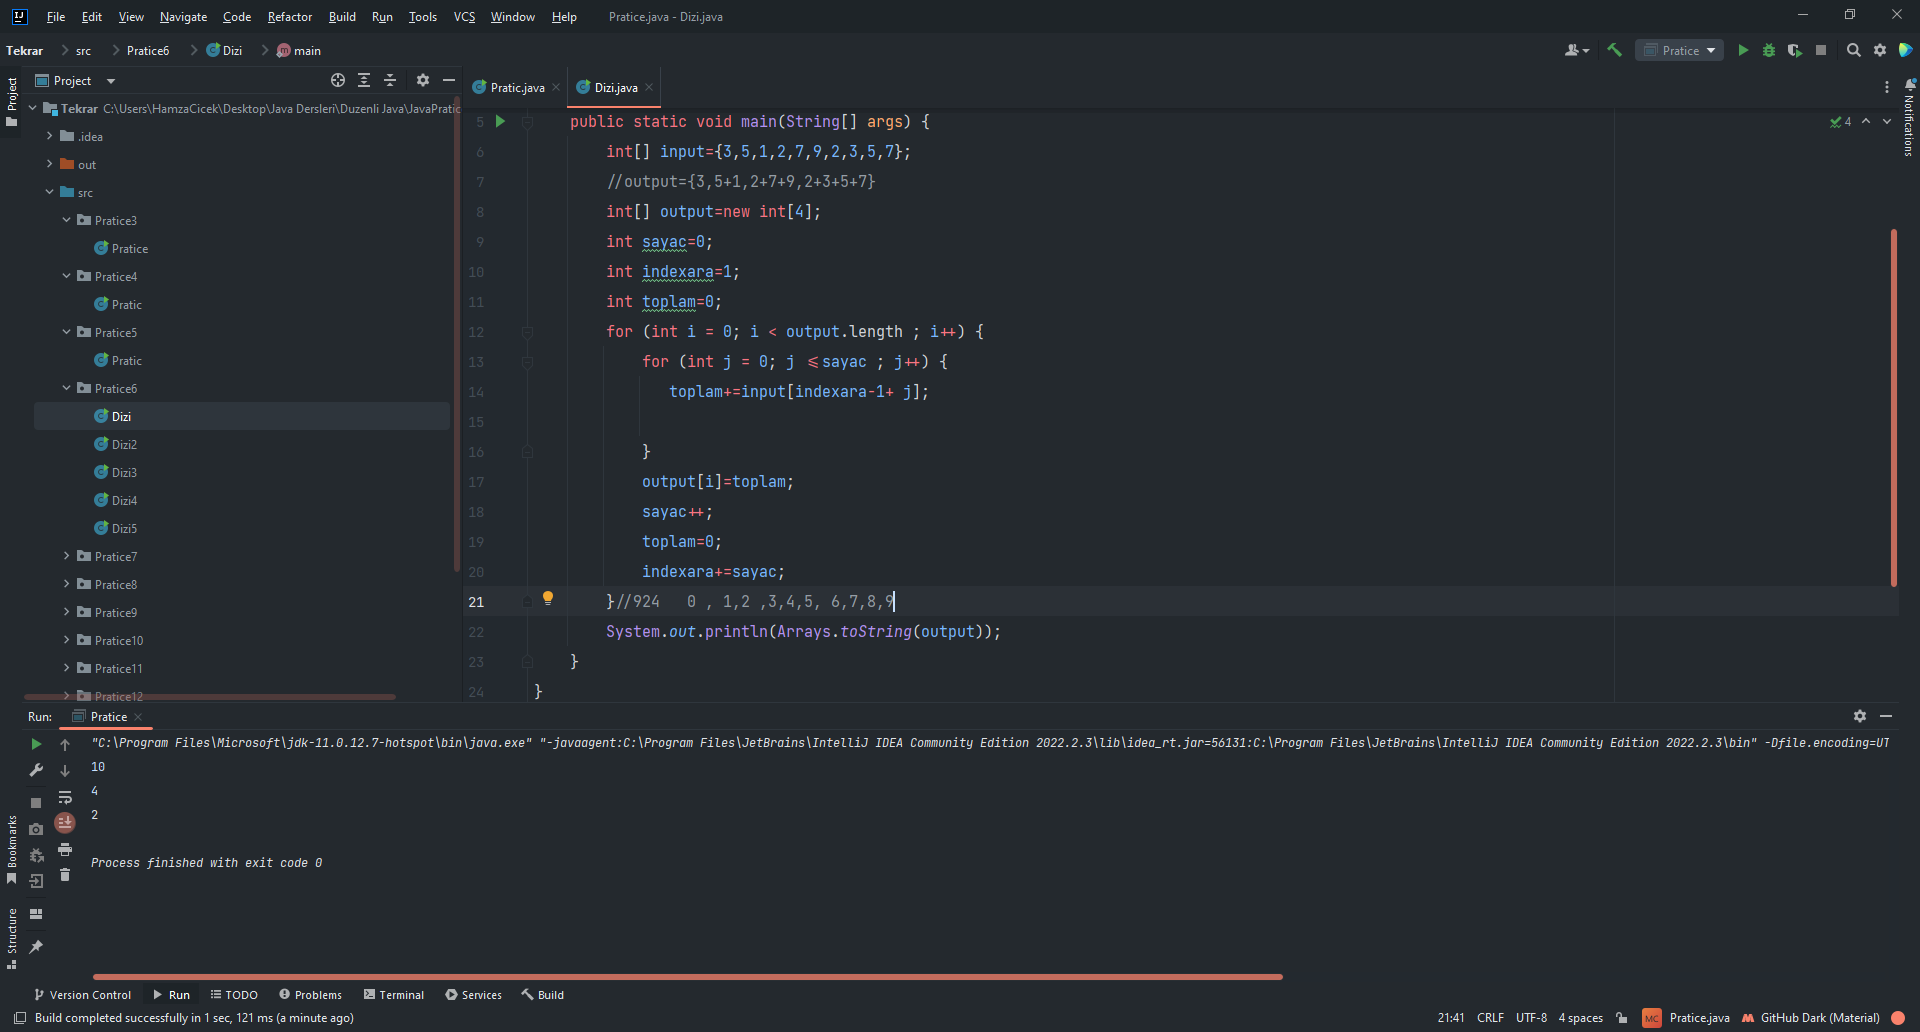 File Edit View Navigate Code Refactor Build Run Tools VCS Window Help Pratice.java - Dizi.java
Tekrar src Pratice6 Dizi main Pratice
Project
Pratic.java Dizi.java
Project
Notifications
Tekrar C:\Users\HamzaCicek\Desktop\Java Dersleri\Duzenli Java\JavaPratic
.idea
out
src
Pratice3
Pratice
Pratice4
Pratic
Pratice5
Pratic
Pratice6
Dizi
Dizi2
Dizi3
Dizi4
Dizi5
Pratice7
Pratice8
Pratice9
Pratice10
Pratice11
Pratice12
4
5 public static void main(String[] args) {
6 int[] input={3,5,1,2,7,9,2,3,5,7};
7 //output={3,5+1,2+7+9,2+3+5+7}
8 int[] output=new int[4];
9 int sayac=0;
10 int indexara=1;
11 int toplam=0;
12 for (int i = 0; i < output.length ; i++) {
13 for (int j = 0; j <=sayac ; j++) {
14 toplam+=input[indexara-1+ j];
15
16 }
17 output[i]=toplam;
18 sayac++;
19 toplam=0;
20 indexara+=sayac;
21 }//924   0 , 1,2 ,3,4,5, 6,7,8,9
22 System.out.println(Arrays.toString(output));
23 }
24 }
Run: Pratice
"C:\Program Files\Microsoft\jdk-11.0.12.7-hotspot\bin\java.exe" "-javaagent:C:\Program Files\JetBrains\IntelliJ IDEA Community Edition 2022.2.3\lib\idea_rt.jar=56131:C:\Program Files\JetBrains\IntelliJ IDEA Community Edition 2022.2.3\bin" -Dfile.encoding=UT
10
4
2
Process finished with exit code 0
Bookmarks
Structure
Version Control Run TODO Problems Terminal Services Build
Build completed successfully in 1 sec, 121 ms (a minute ago) 21:41 CRLF UTF-8 4 spaces MC Pratice.java GitHub Dark (Material)